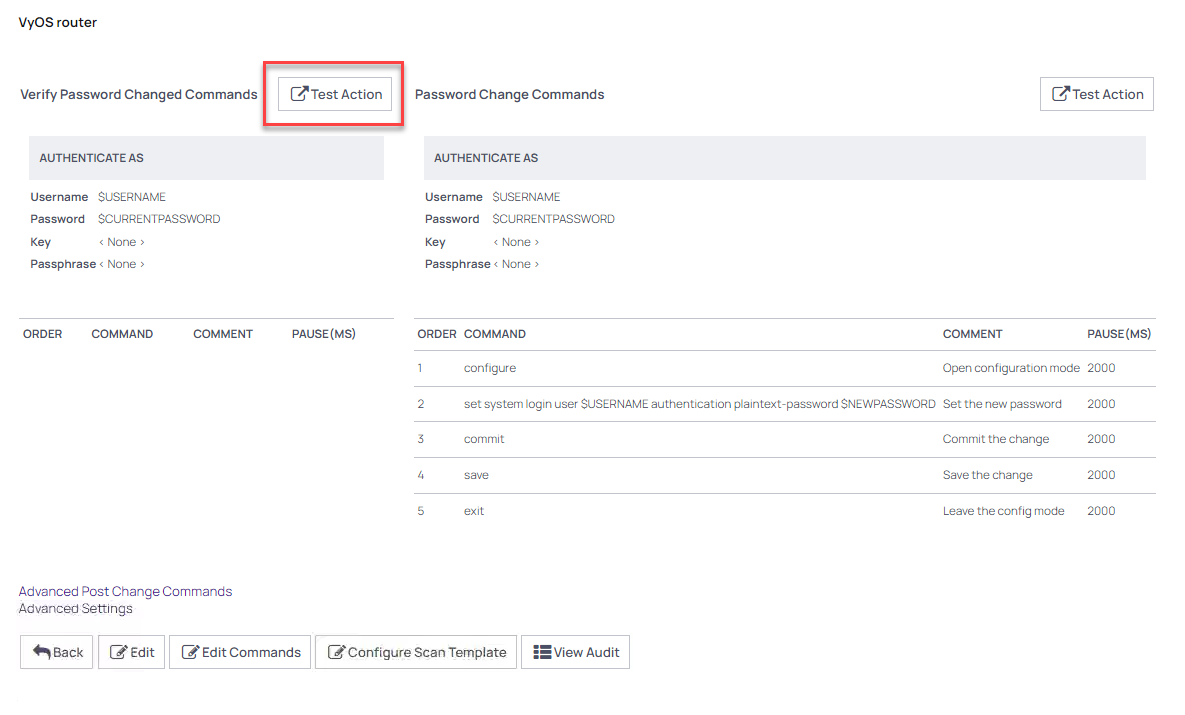 VyOS router
Verify Password Changed Commands
Test Action
Password Change Commands
Test Action
AUTHENTICATE AS
Username $USERNAME
Password $CURRENTPASSWORD
Key < None >
Passphrase < None >
AUTHENTICATE AS
Username $USERNAME
Password $CURRENTPASSWORD
Key < None >
Passphrase < None >
ORDER COMMAND COMMENT PAUSE(MS)
ORDER COMMAND COMMENT PAUSE(MS)
1 configure Open configuration mode 2000
2 set system login user $USERNAME authentication plaintext-password $NEWPASSWORD Set the new password 2000
3 commit Commit the change 2000
4 save Save the change 2000
5 exit Leave the config mode 2000
Advanced Post Change Commands
Advanced Settings
Back Edit Edit Commands Configure Scan Template View Audit